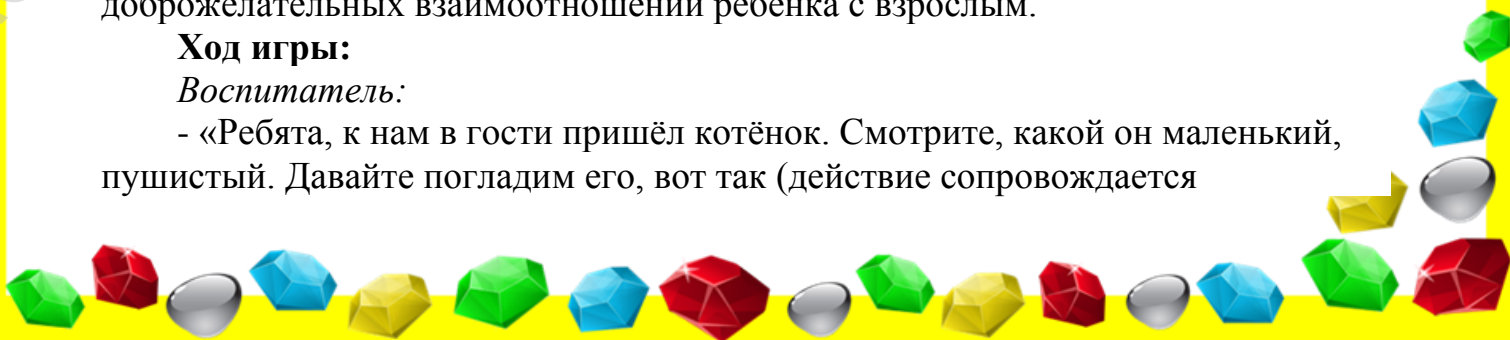 доброжелательных взаимоотношений ребёнка с взрослым.
Ход игры:
Воспитатель:
- «Ребята, к нам в гости пришёл котёнок. Смотрите, какой он маленький,
пушистый. Давайте погладим его, вот так (действие сопровождается